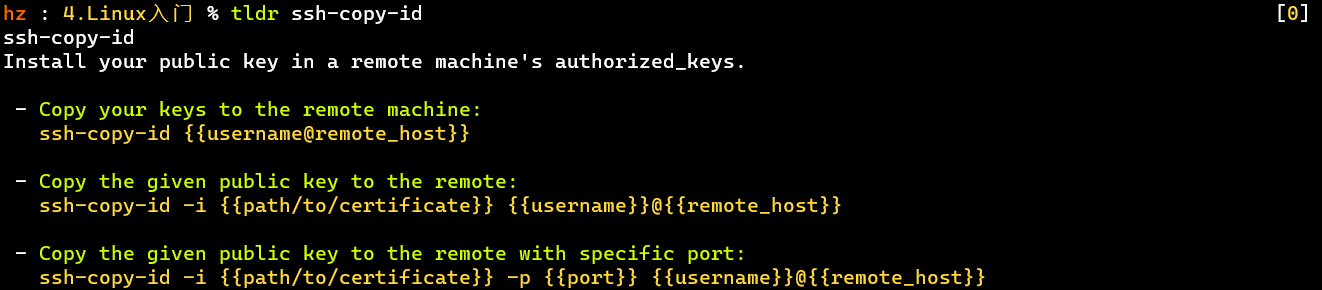 hz : 4.Linux入门 % tldr ssh-copy-id [0]
ssh-copy-id
Install your public key in a remote machine's authorized_keys.
- Copy your keys to the remote machine:
ssh-copy-id {{username@remote_host}}
- Copy the given public key to the remote:
ssh-copy-id -i {{path/to/certificate}} {{username}}@{{remote_host}}
- Copy the given public key to the remote with specific port:
ssh-copy-id -i {{path/to/certificate}} -p {{port}} {{username}}@{{remote_host}}